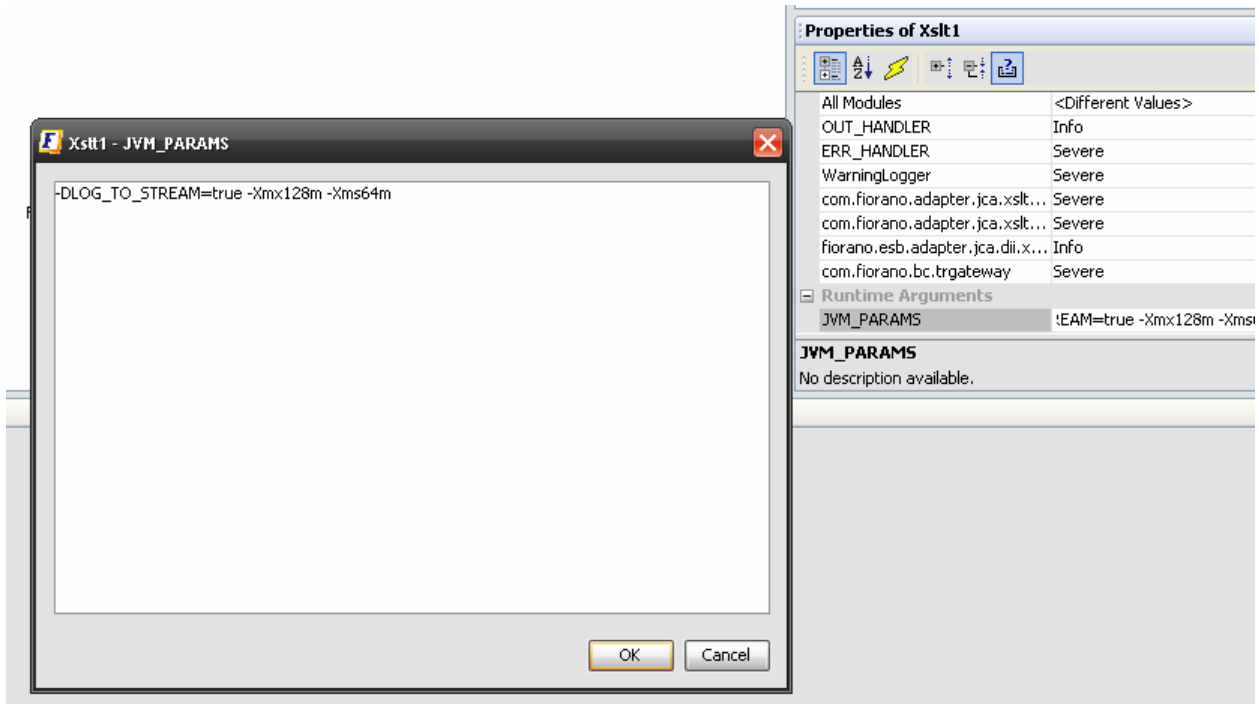 Properties of Xslt1
All Modules <Different Values>
OUT_HANDLER Info
ERR_HANDLER Severe
WarningLogger Severe
com.fiorano.adapter.jca.xslt... Severe
com.fiorano.adapter.jca.xslt... Severe
fiorano.esb.adapter.jca.dii.x... Info
com.fiorano.bc.trgateway Severe
Runtime Arguments
JVM_PARAMS :EAM=true -Xmx128m -Xms
JVM_PARAMS
No description available.
Xslt1 - JVM_PARAMS
-DLOG_TO_STREAM=true -Xmx128m -Xms64m
OK Cancel